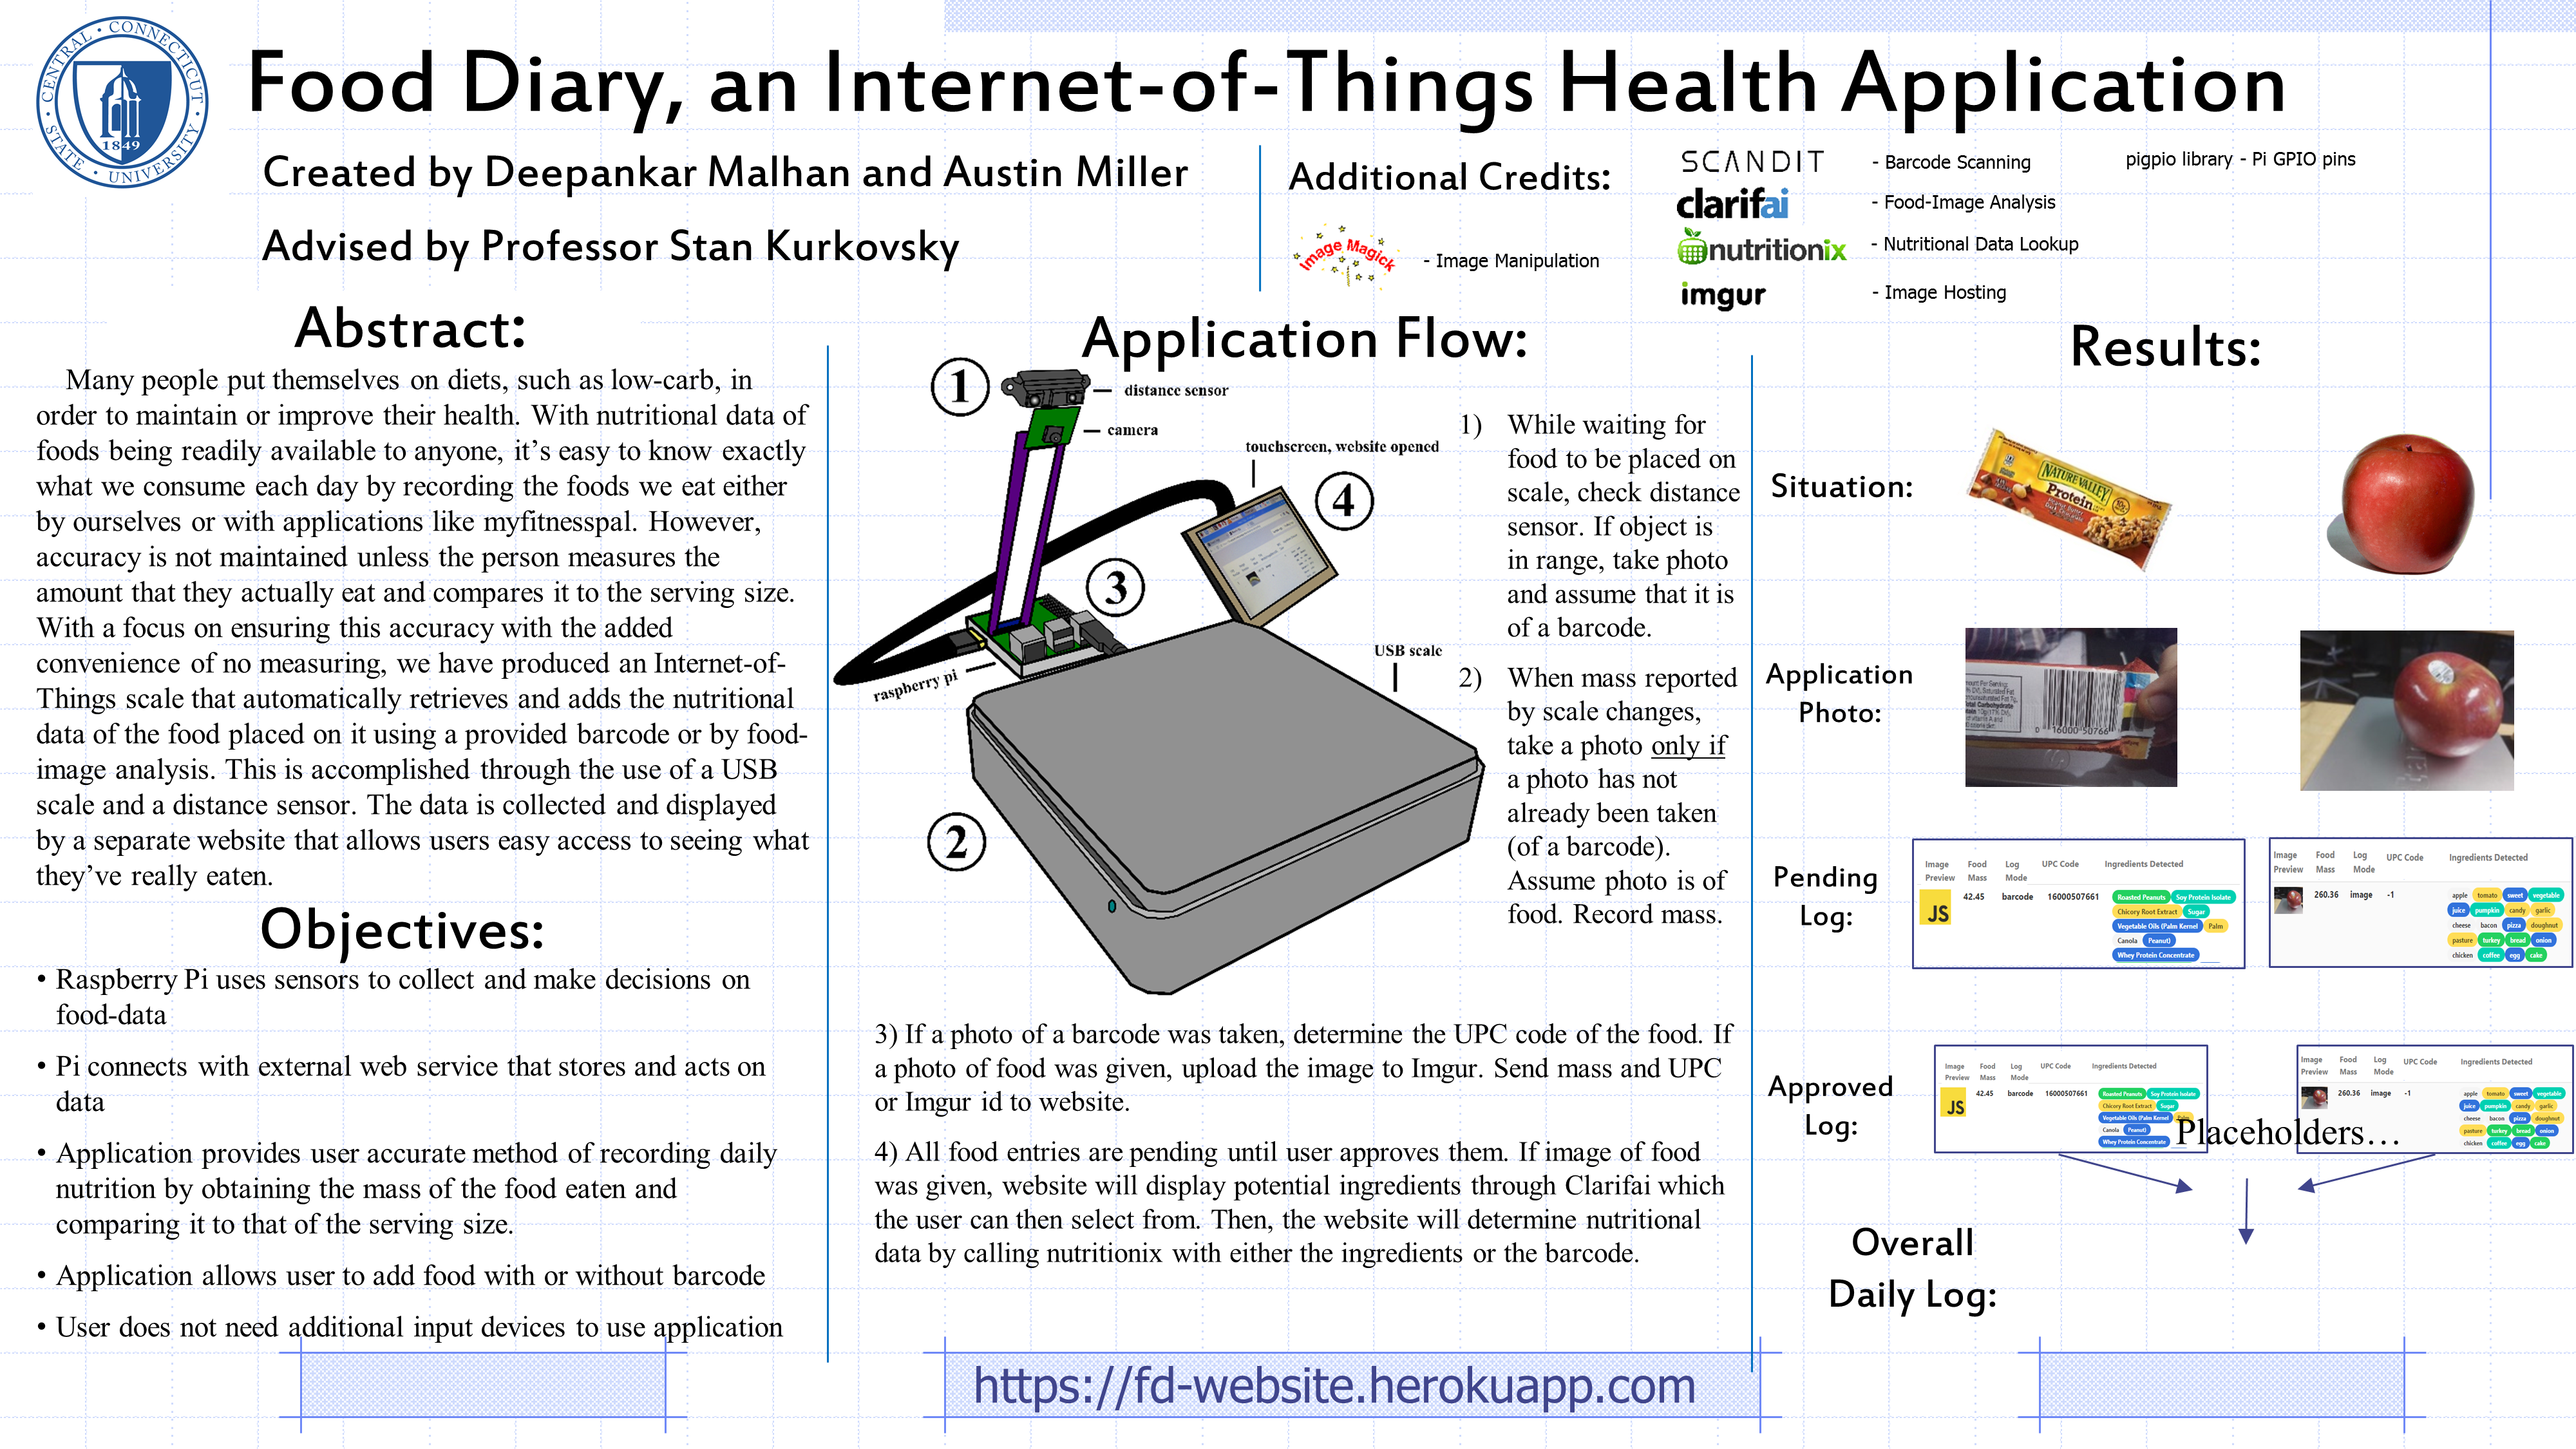 CENTRAL • CONNECTICUT • STATE • UNIVERSITY •
1849
Food Diary, an Internet-of-Things Health Application
Created by Deepankar Malhan and Austin Miller
Advised by Professor Stan Kurkovsky
Additional Credits:
Image Magick
- Image Manipulation
SCANDIT
- Barcode Scanning
clarifai
- Food-Image Analysis
nutritionix
- Nutritional Data Lookup
imgur
- Image Hosting
pigpio library - Pi GPIO pins
Abstract:
Many people put themselves on diets, such as low-carb, in
order to maintain or improve their health. With nutritional data of
foods being readily available to anyone, it’s easy to know exactly
what we consume each day by recording the foods we eat either
by ourselves or with applications like myfitnesspal. However,
accuracy is not maintained unless the person measures the
amount that they actually eat and compares it to the serving size.
With a focus on ensuring this accuracy with the added
convenience of no measuring, we have produced an Internet-of-
Things scale that automatically retrieves and adds the nutritional
data of the food placed on it using a provided barcode or by food-
image analysis. This is accomplished through the use of a USB
scale and a distance sensor. The data is collected and displayed
by a separate website that allows users easy access to seeing what
they’ve really eaten.
Objectives:
• Raspberry Pi uses sensors to collect and make decisions on
food-data
• Pi connects with external web service that stores and acts on
data
• Application provides user accurate method of recording daily
nutrition by obtaining the mass of the food eaten and
comparing it to that of the serving size.
• Application allows user to add food with or without barcode
• User does not need additional input devices to use application
Application Flow:
1
distance sensor
camera
touchscreen, website opened
4
3
raspberry pi
USB scale
2
1) While waiting for
food to be placed on
scale, check distance
sensor. If object is
in range, take photo
and assume that it is
of a barcode.
2) When mass reported
by scale changes,
take a photo only if
a photo has not
already been taken
(of a barcode).
Assume photo is of
food. Record mass.
3) If a photo of a barcode was taken, determine the UPC code of the food. If
a photo of food was given, upload the image to Imgur. Send mass and UPC
or Imgur id to website.
4) All food entries are pending until user approves them. If image of food
was given, website will display potential ingredients through Clarifai which
the user can then select from. Then, the website will determine nutritional
data by calling nutritionix with either the ingredients or the barcode.
https://fd-website.herokuapp.com
Results:
Situation:
NATURE VALLEY
Protein
Application
Photo:
0 16000 50766
Pending
Log:
Image Preview Food Mass Log Mode UPC Code Ingredients Detected
JS 42.45 barcode 16000507661 Roasted Peanuts Soy Protein Isolate
Chicory Root Extract Sugar
Vegetable Oils (Palm Kernel Palm
Canola Peanut)
Whey Protein Concentrate
Image Preview Food Mass Log Mode UPC Code Ingredients Detected
260.36 image -1 apple tomato sweet vegetable
juice pumpkin candy garlic
cheese bacon pizza doughnut
pasture turkey bread onion
chicken coffee egg cake
Approved
Log:
Image Preview Food Mass Log Mode UPC Code Ingredients Detected
JS 42.45 barcode 16000507661 Roasted Peanuts Soy Protein Isolate
Chicory Root Extract Sugar
Vegetable Oils (Palm Kernel Palm
Canola Peanut)
Whey Protein Concentrate
Placeholders…
Image Preview Food Mass Log Mode UPC Code Ingredients Detected
260.36 image -1 apple tomato sweet vegetable
juice pumpkin candy garlic
cheese bacon pizza doughnut
pasture turkey bread onion
chicken coffee egg cake
Overall
Daily Log: